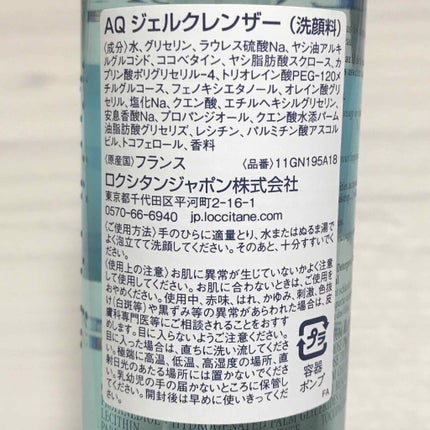 AQ ジェルクレンザー (洗顔料)
〈成分〉水、グリセリン、ラウレス硫酸Na、ヤシ油アルキ
ルグルコシド、ココベタイン、ヤシ脂肪酸スクロース、カ
プリン酸ポリグリセリル-4、トリオレイン酸PEG-120メ
チルグルコース、フェノキシエタノール、オレイン酸グリ
セリル、塩化Na、クエン酸、エチルヘキシルグリセリン、
安息香酸Na、プロパンジオール、クエン酸水添パーム
油脂肪酸グリセリズ、レシチン、パルミチン酸アスコル
ビル、トコフェロール、香料
〈原産国〉フランス 〈品番〉11GN195A18
ロクシタンジャポン株式会社
東京都千代田区平河町2-16-1
0570-66-6940 jp.loccitane.com
〈ご使用方法〉手のひらに適量とり、水またはぬるま湯で
よく泡立てて洗顔してください。そのあと、十分すすいでく
ださい。
〈使用上の注意〉お肌に異常が生じていないかよく注意
して使用してください。お肌に合わないときは、ご使用を
おやめください。使用中、赤味、はれ、かゆみ、刺激、色抜
け(白斑等)や黒ずみ等の異常があらわれた場合は、皮
膚科専門医等にご相談されることをおすす
めします。目に入らないようご注意ください。
目に入った場合は、直ちに洗い流してくださ
い。極端に高温、低温、高湿度の場所、直
射日光のあたる場所に置かないでくださ
い。乳幼児の手の届かないところに保管し
てください。開封後は早めに使いきってくだ
さい。
プラ
容器
ポンプ
FA
LECITHIN